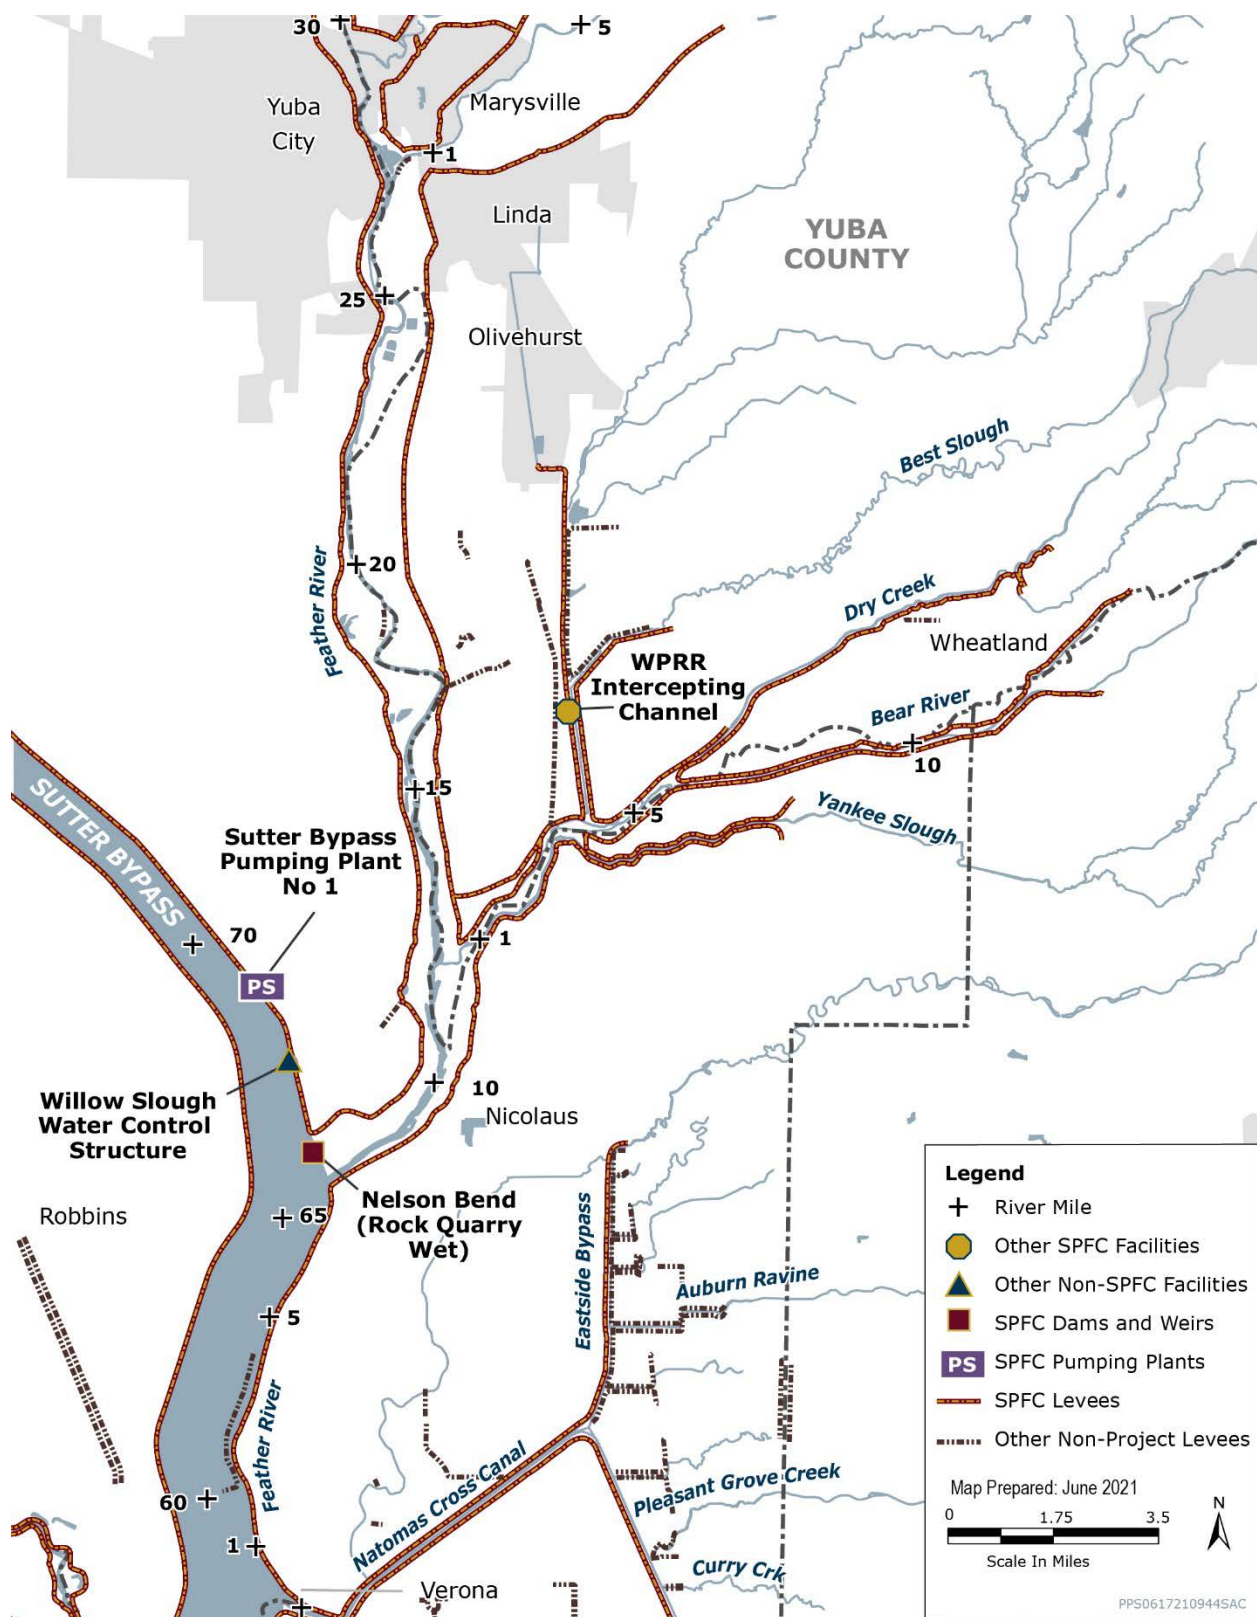 30
5
Yuba
City
Marysville
1
Linda
YUBA
COUNTY
25
Olivehurst
Best Slough
Feather River
20
Dry Creek
Wheatland
WPRR
Intercepting
Channel
Bear River
10
15
5
Yankee Slough
SUTTER BYPASS
Sutter Bypass
Pumping Plant
No 1
70
PS
1
Willow Slough
Water Control
Structure
10
Nicolaus
Nelson Bend
(Rock Quarry
Wet)
Robbins
65
Eastside Bypass
Auburn Ravine
5
Feather River
Natomas Cross Canal
Pleasant Grove Creek
60
1
Curry Crk
Verona
Legend
River Mile
Other SPFC Facilities
Other Non-SPFC Facilities
SPFC Dams and Weirs
PS SPFC Pumping Plants
SPFC Levees
Other Non-Project Levees
Map Prepared: June 2021
0 1.75 3.5
Scale In Miles
N
PPS0617210944SAC